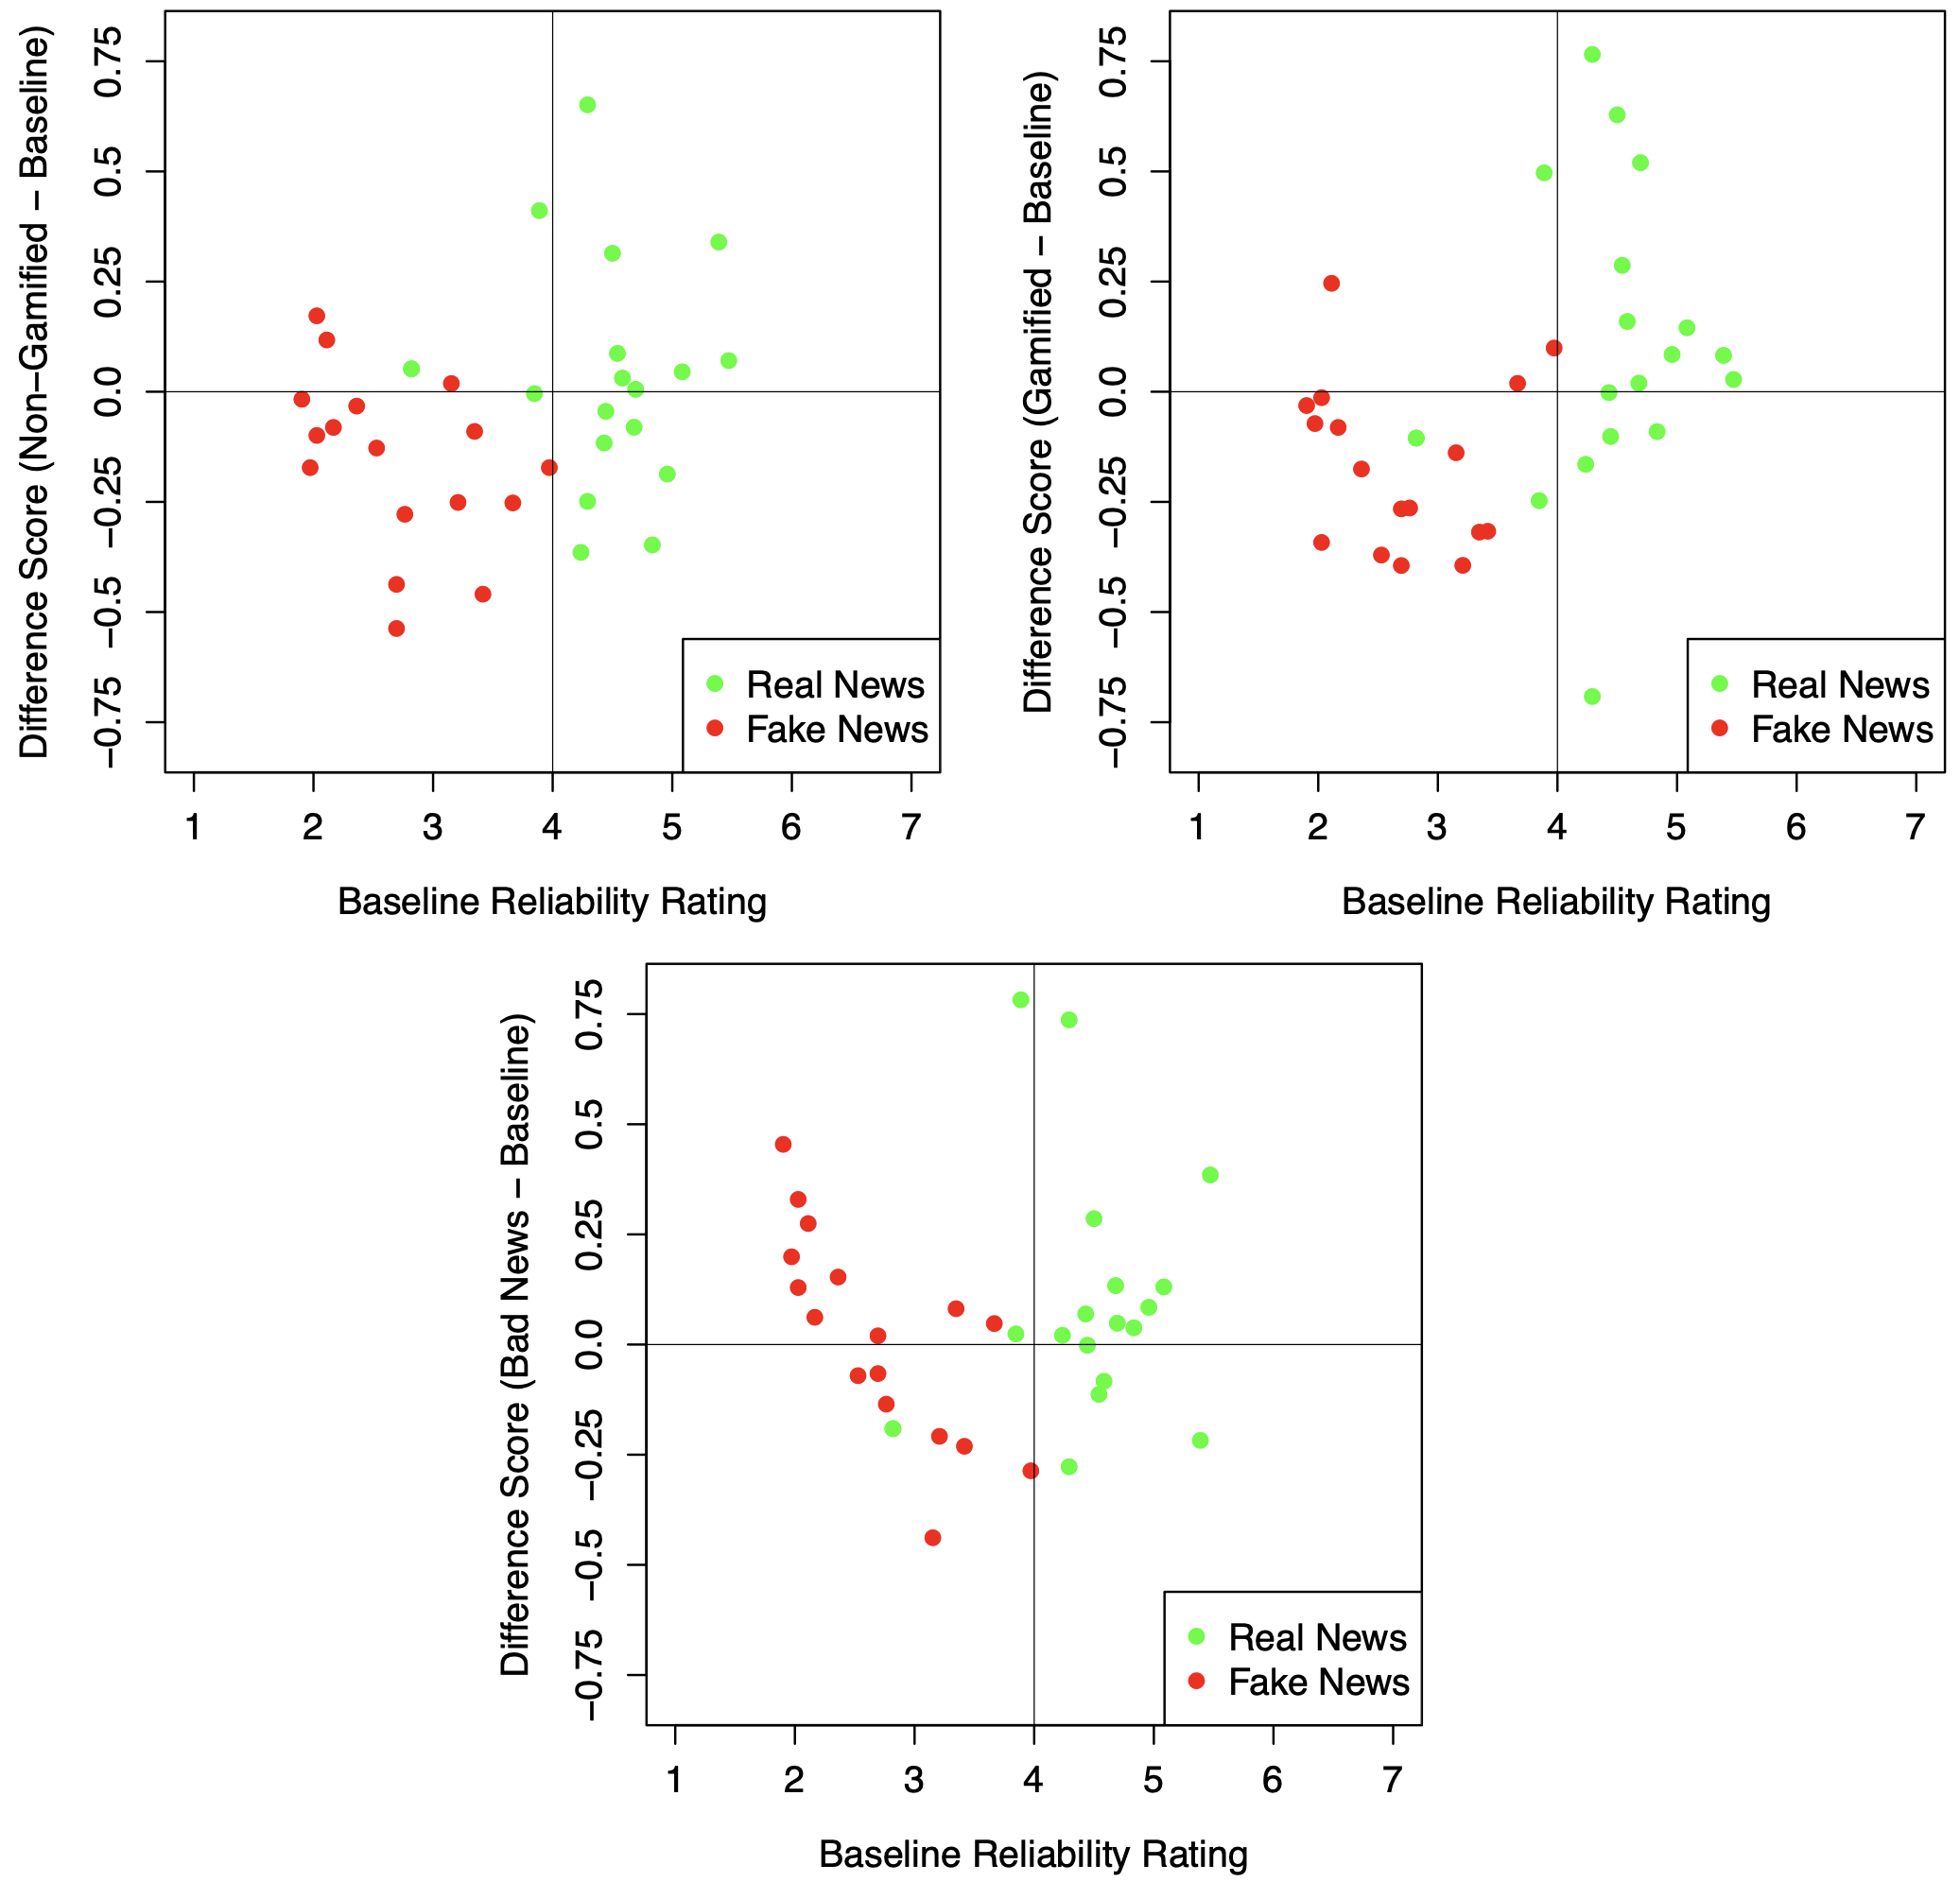 Difference Score (Non−Gamified − Baseline)
0.75
0.5
0.25
0.0
−0.25
−0.5
−0.75
Real News
Fake News
1 2 3 4 5 6 7
Baseline Reliability Rating
Difference Score (Gamified − Baseline)
0.75
0.5
0.25
0.0
−0.25
−0.5
−0.75
Real News
Fake News
1 2 3 4 5 6 7
Baseline Reliability Rating
Difference Score (Bad News − Baseline)
0.75
0.5
0.25
0.0
−0.25
−0.5
−0.75
Real News
Fake News
1 2 3 4 5 6 7
Baseline Reliability Rating